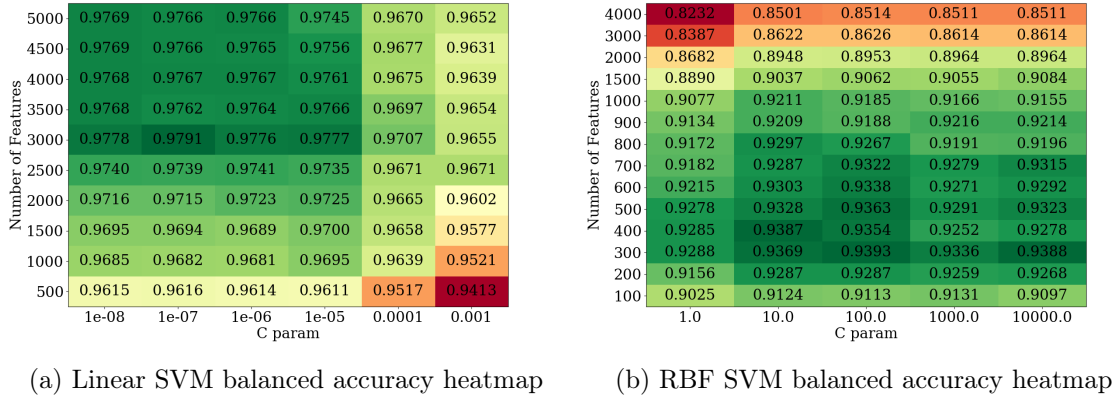 5000 0.9769 0.9766 0.9766 0.9745 0.9670 0.9652
4500 0.9769 0.9766 0.9765 0.9756 0.9677 0.9631
4000 0.9768 0.9767 0.9767 0.9761 0.9675 0.9639
3500 0.9768 0.9762 0.9764 0.9766 0.9697 0.9654
3000 0.9778 0.9791 0.9776 0.9777 0.9707 0.9655
2500 0.9740 0.9739 0.9741 0.9735 0.9671 0.9671
2000 0.9716 0.9715 0.9723 0.9725 0.9665 0.9602
1500 0.9695 0.9694 0.9689 0.9700 0.9658 0.9577
1000 0.9685 0.9682 0.9681 0.9695 0.9639 0.9521
500 0.9615 0.9616 0.9614 0.9611 0.9517 0.9413
1e-08 1e-07 1e-06 1e-05 0.0001 0.001
C param
Number of Features
(a) Linear SVM balanced accuracy heatmap
4000 0.8232 0.8501 0.8514 0.8511 0.8511
3000 0.8387 0.8622 0.8626 0.8614 0.8614
2000 0.8682 0.8948 0.8953 0.8964 0.8964
1500 0.8890 0.9037 0.9062 0.9055 0.9084
1000 0.9077 0.9211 0.9185 0.9166 0.9155
900 0.9134 0.9209 0.9188 0.9216 0.9214
800 0.9172 0.9297 0.9267 0.9191 0.9196
700 0.9182 0.9287 0.9322 0.9279 0.9315
600 0.9215 0.9303 0.9338 0.9271 0.9292
500 0.9278 0.9328 0.9363 0.9291 0.9323
400 0.9285 0.9387 0.9354 0.9252 0.9278
300 0.9288 0.9369 0.9393 0.9336 0.9388
200 0.9156 0.9287 0.9287 0.9259 0.9268
100 0.9025 0.9124 0.9113 0.9131 0.9097
1.0 10.0 100.0 1000.0 10000.0
C param
Number of Features
(b) RBF SVM balanced accuracy heatmap